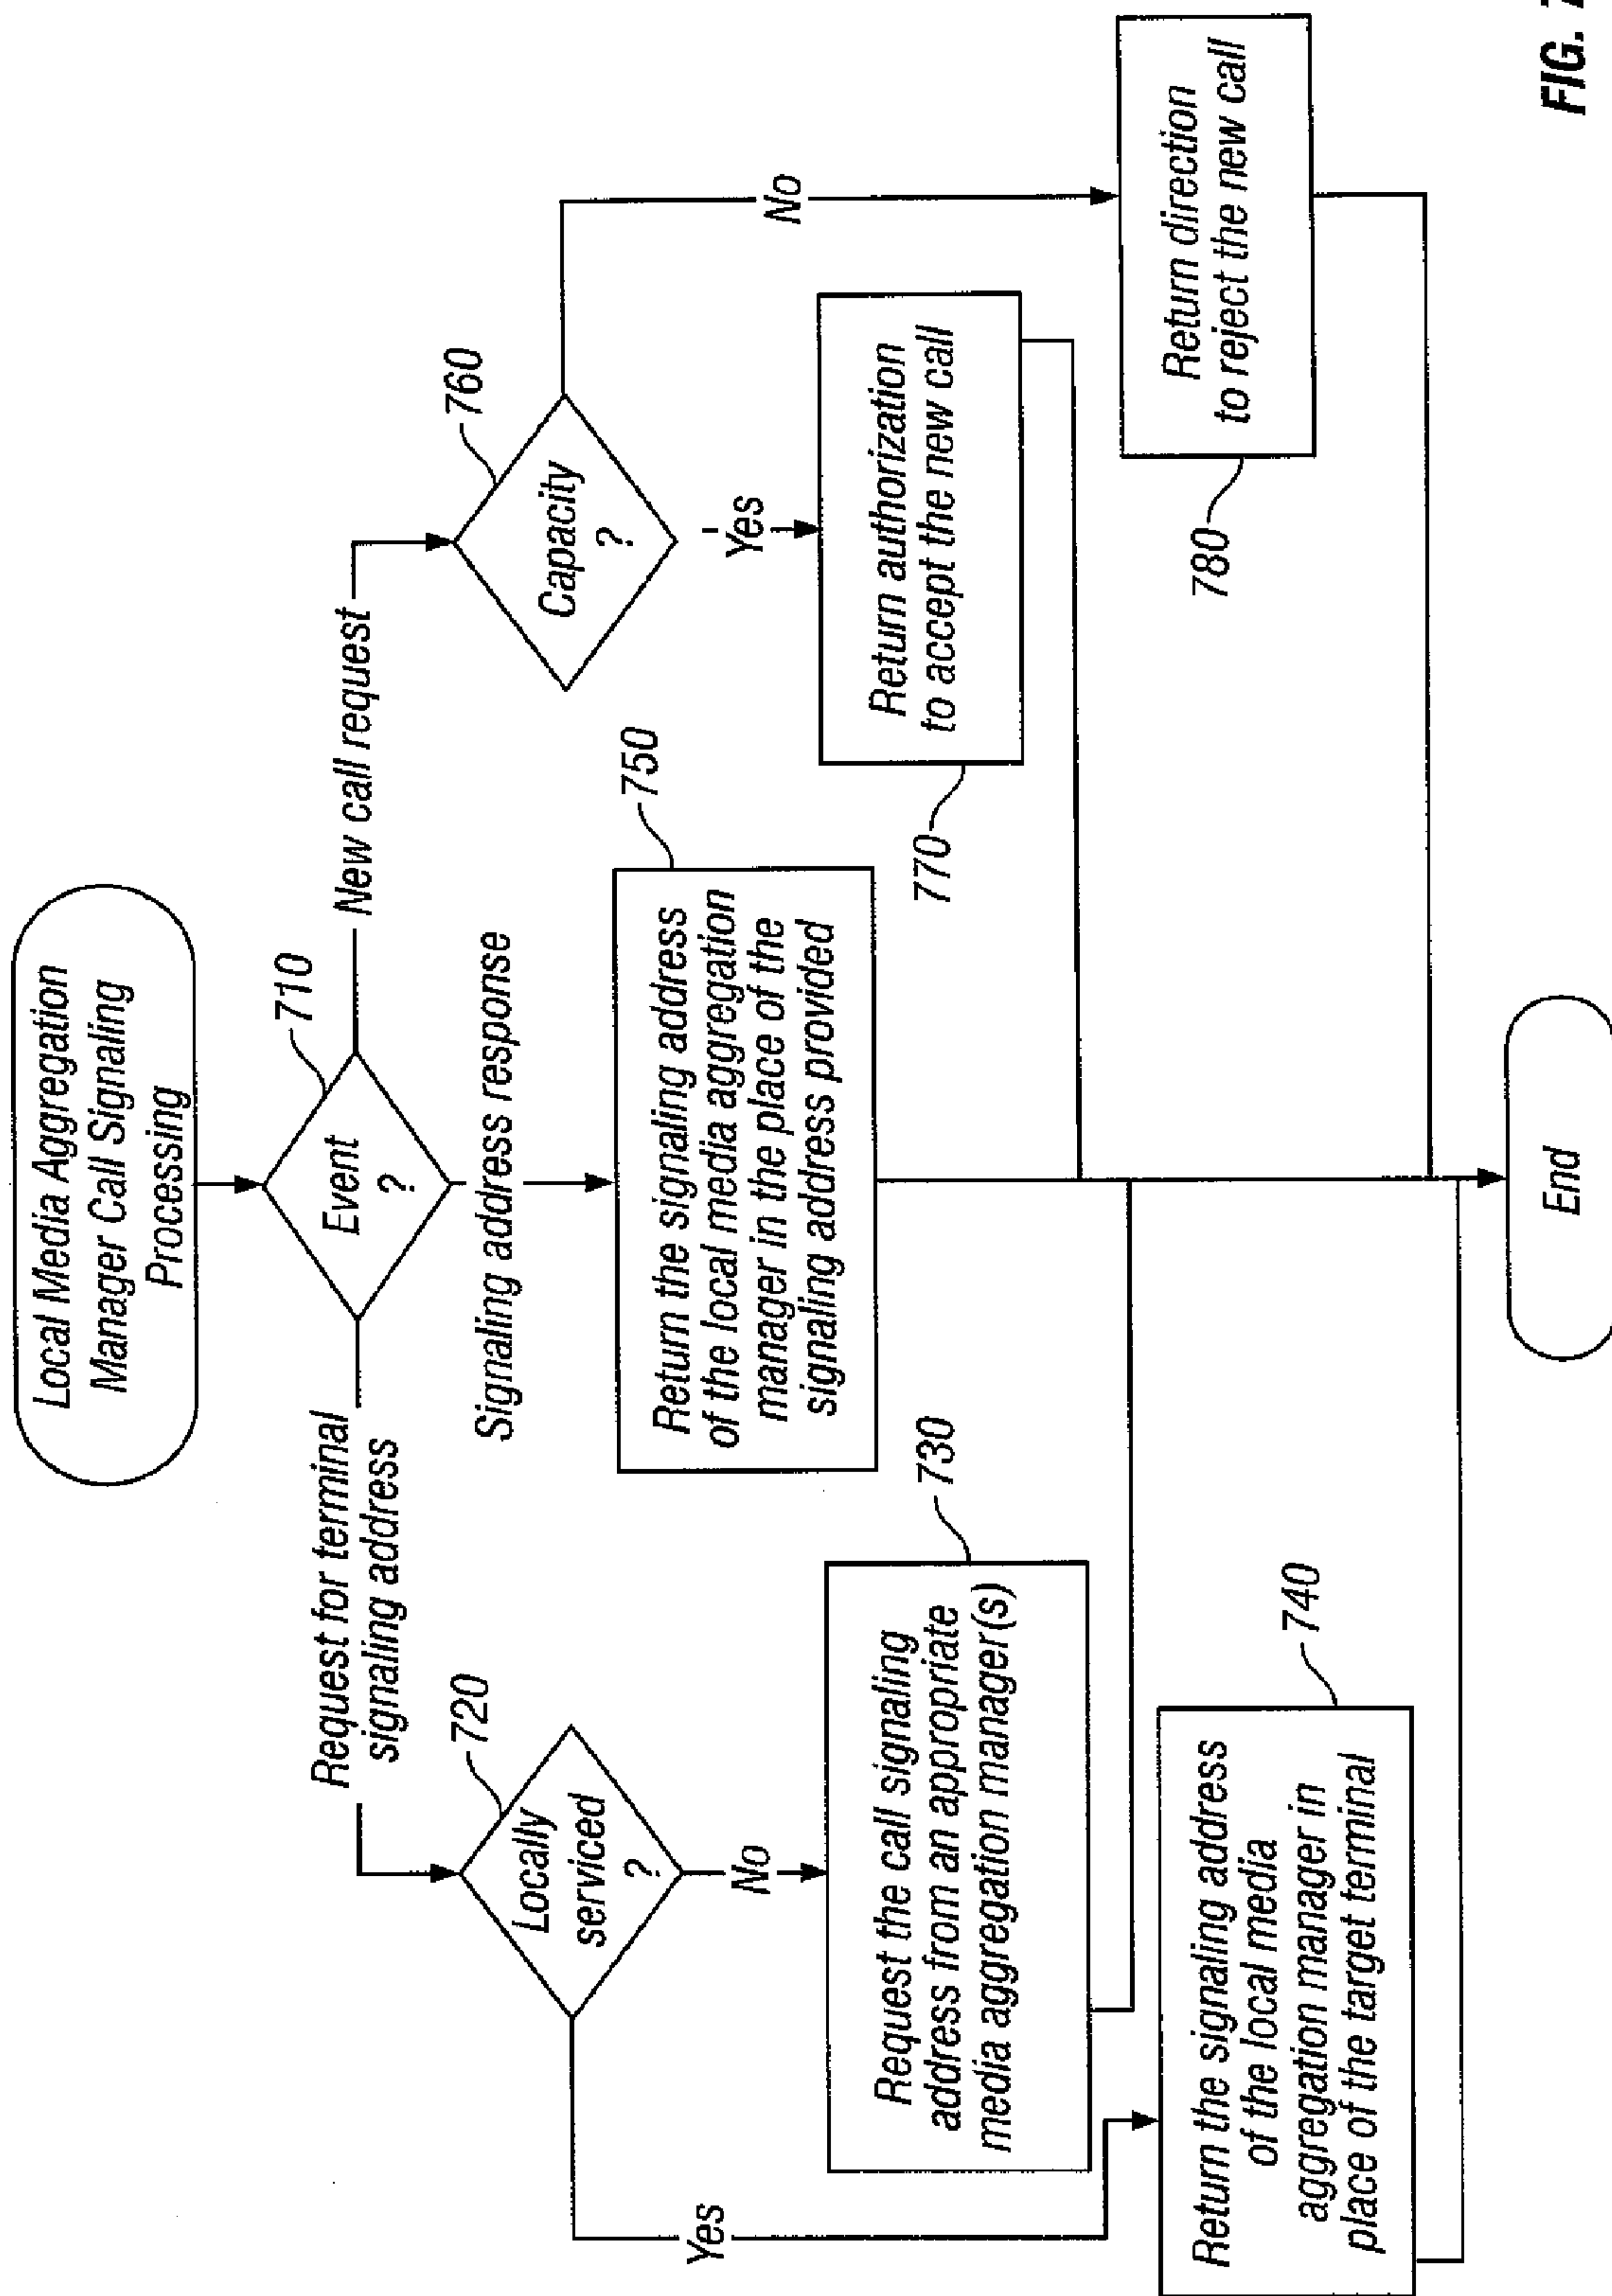 Local Media Aggregation
Manager Call Signaling
Processing
710
Event
?
Request for terminal
signaling address
Signaling address response
New call request
720
Locally
serviced
?
No
Yes
730
Request the call signaling
address from an appropriate
media aggregation manager(s)
740
Return the signaling address
of the local media
aggregation manager in
place of the target terminal
750
Return the signaling address
of the local media aggregation
manager in the place of the
signaling address provided
760
Capacity
?
Yes
No
770
Return authorization
to accept the new call
780
Return direction
to reject the new call
End
FIG. 7